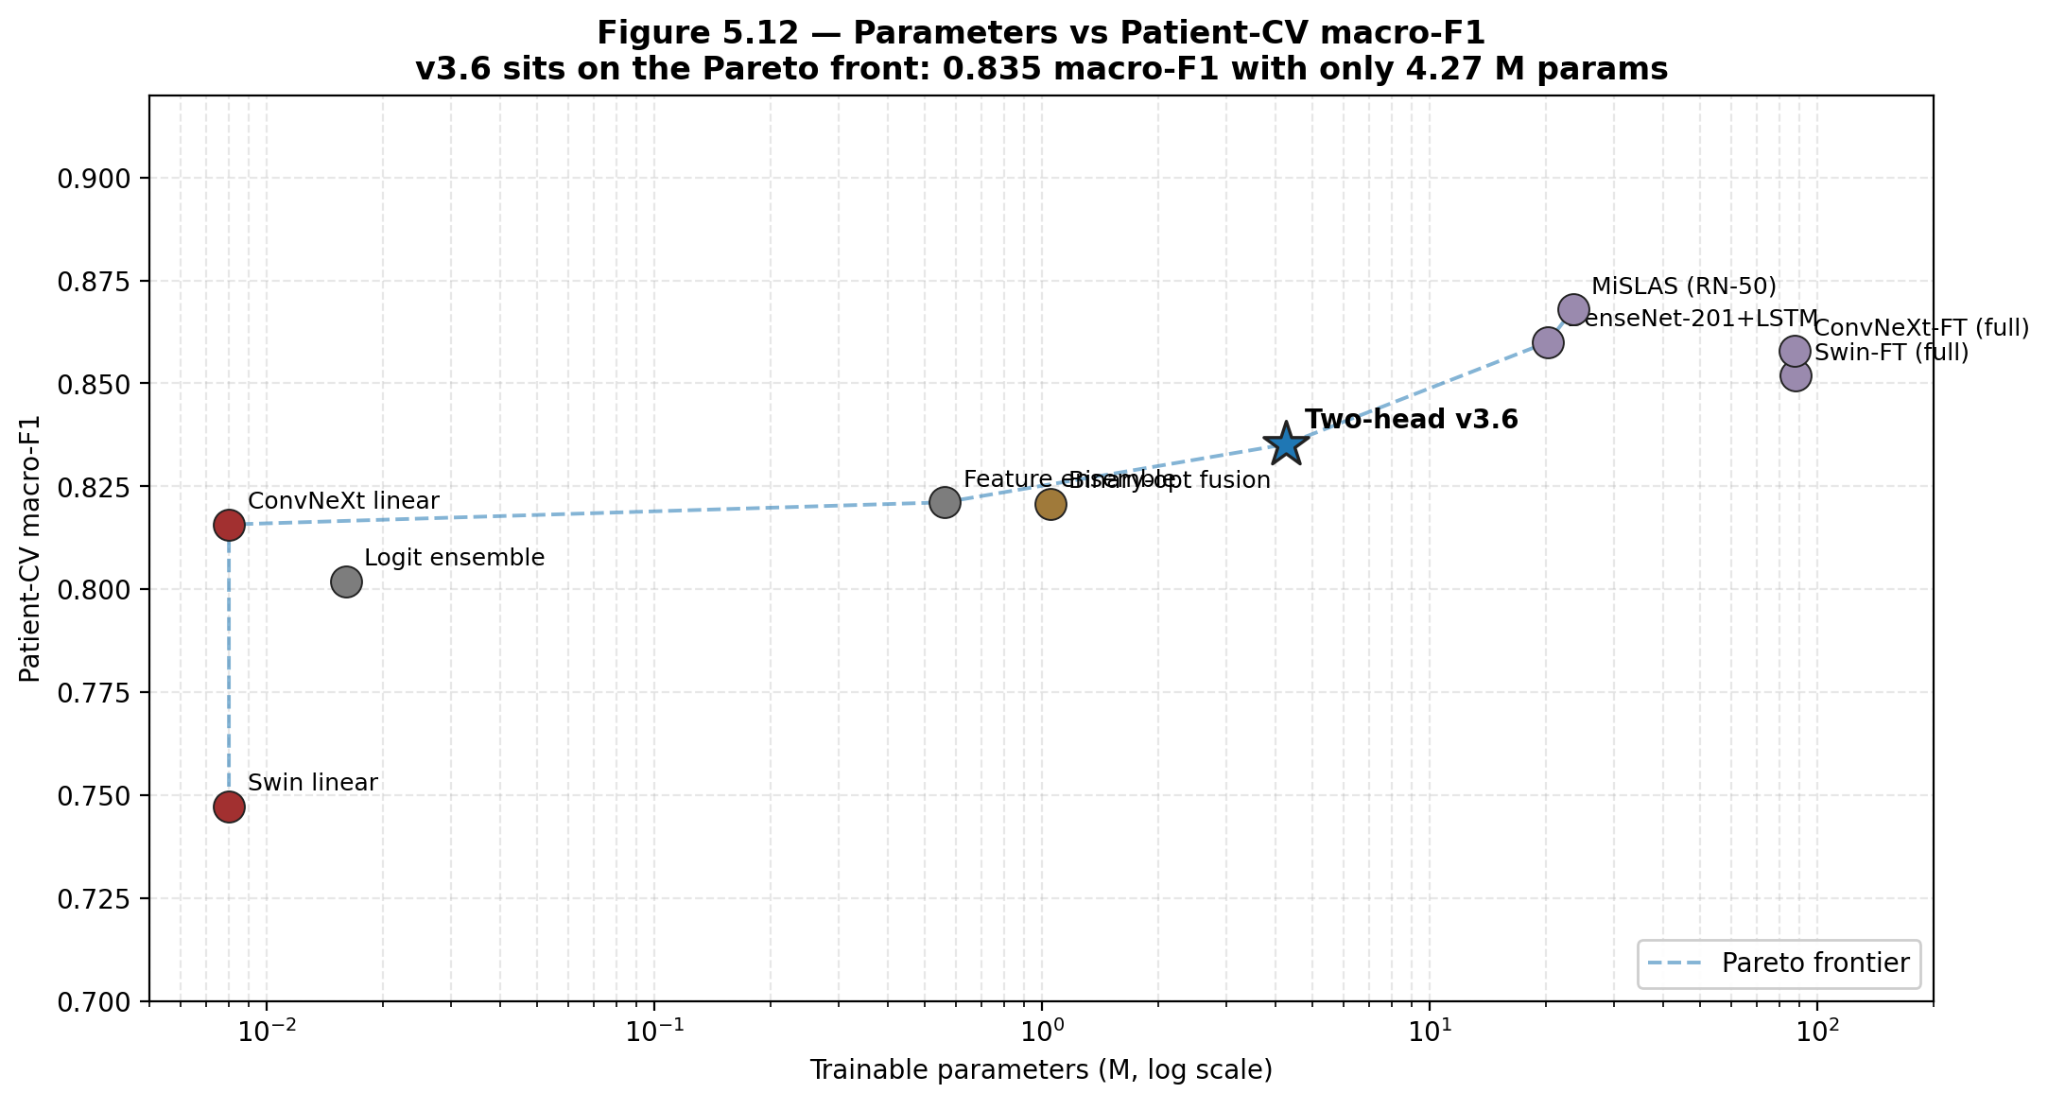 Figure 5.12 — Parameters vs Patient-CV macro-F1
v3.6 sits on the Pareto front: 0.835 macro-F1 with only 4.27 M params
Patient-CV macro-F1
0.900
0.875
0.850
0.825
0.800
0.775
0.750
0.725
0.700
MiSLAS (RN-50)
enseNet-201+LSTM
ConvNeXt-FT (full)
Swin-FT (full)
Two-head v3.6
Feature ensemble
Binary-opt fusion
ConvNeXt linear
Logit ensemble
Swin linear
Pareto frontier
10⁻² 10⁻¹ 10⁰ 10¹ 10²
Trainable parameters (M, log scale)